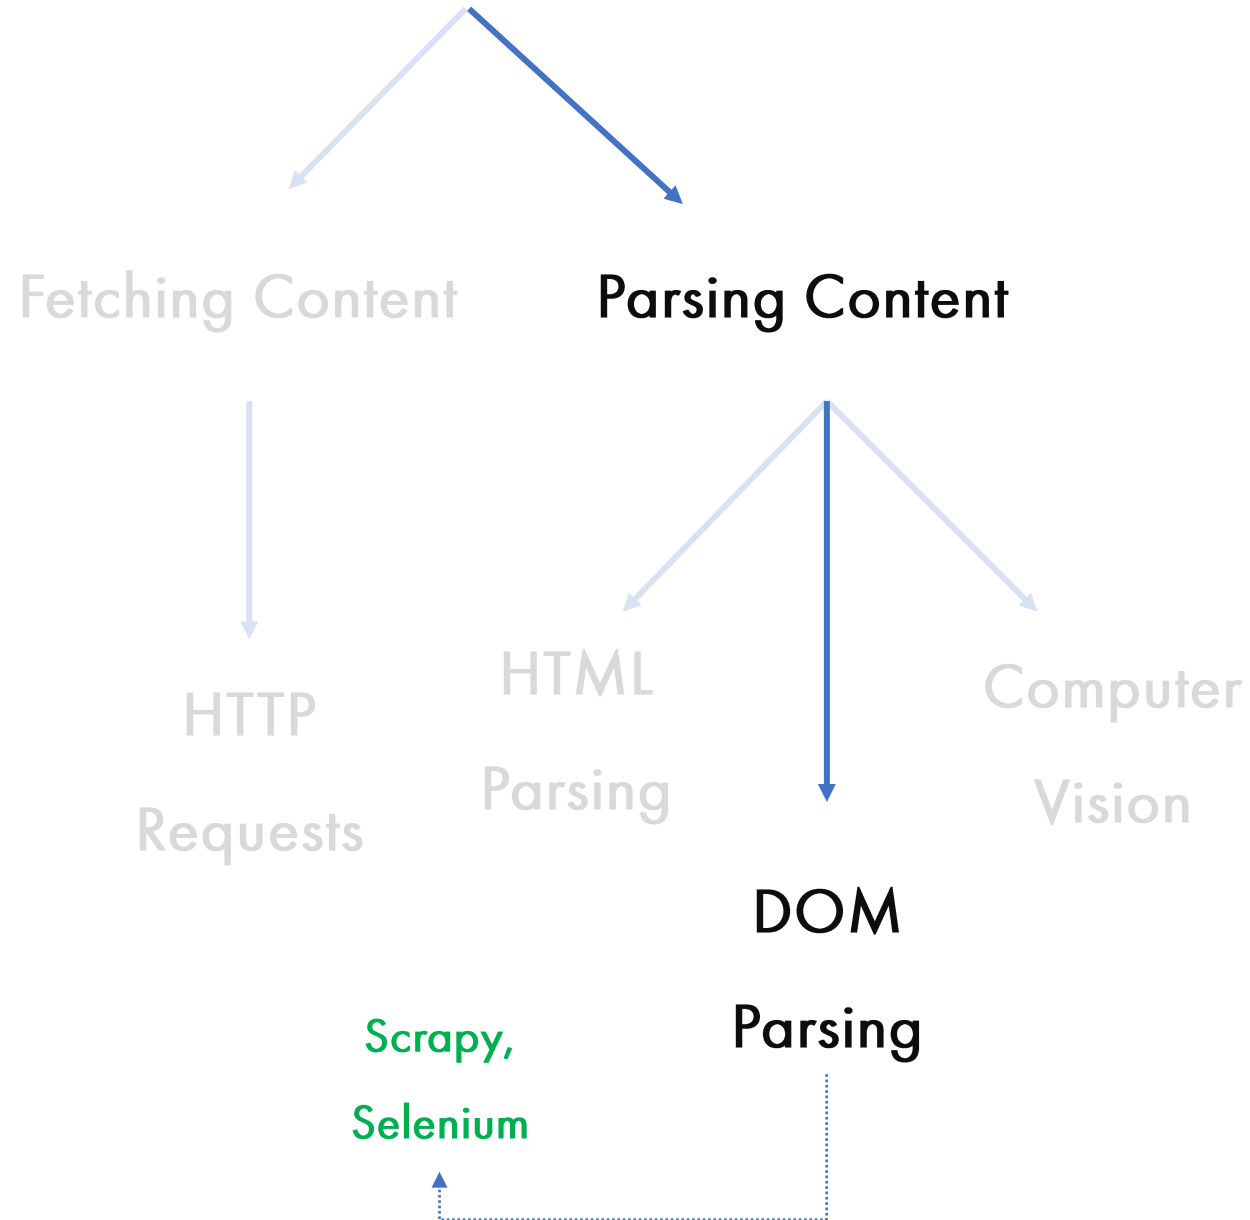 Fetching Content
Parsing Content
HTTP
Requests
HTML
Parsing
Computer
Vision
DOM
Parsing
Scrapy,
Selenium